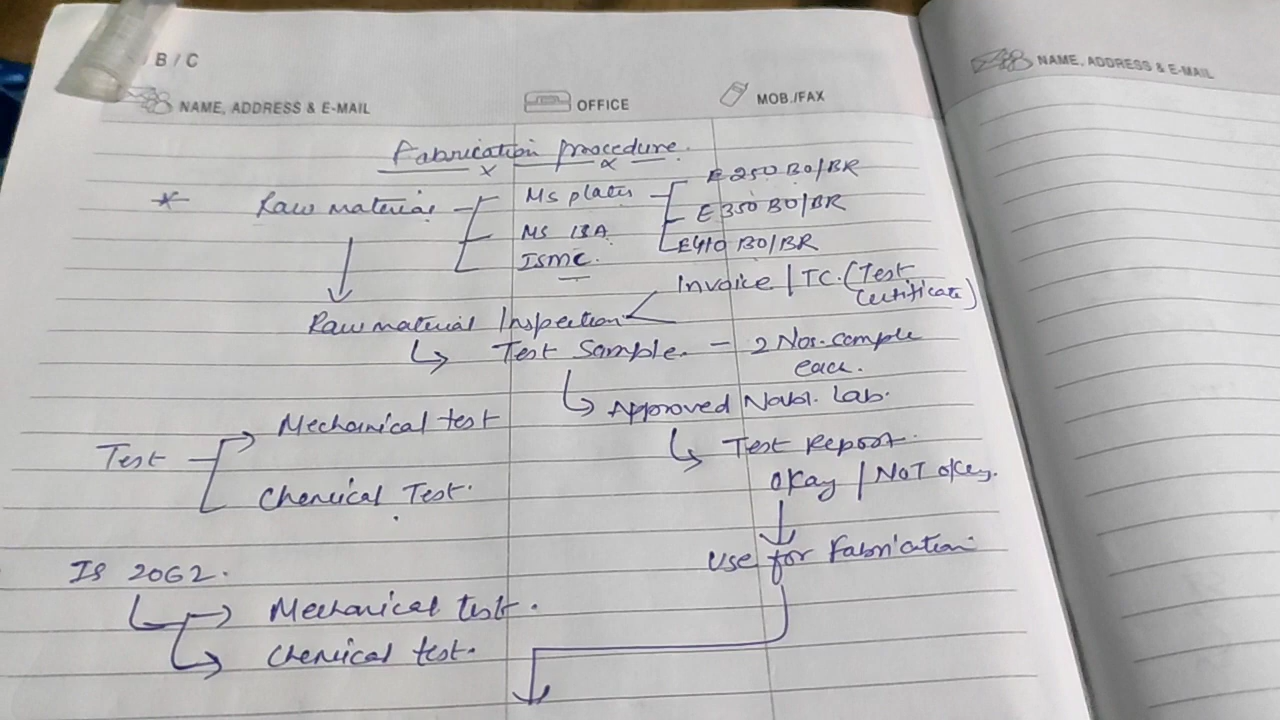 B / C
NAME, ADDRESS & E-MAIL OFFICE MOB./FAX
NAME, ADDRESS & E-MAIL
Fabrication procedure.
Raw material MS plates E250 BO/BR
E350 BO/BR
MS ISA E410 BO/BR
ISMC.
Invoice / TC. (Test
Certificate)
Raw material Inspection
Test Sample. - 2 Nos. sample
each.
Approved Nabl. Lab.
Mechanical test
Test Test Report.
Okay / NOT okey.
Chemical Test.
Use for Fabrication
IS 2062.
Mechanical test.
Chemical test.